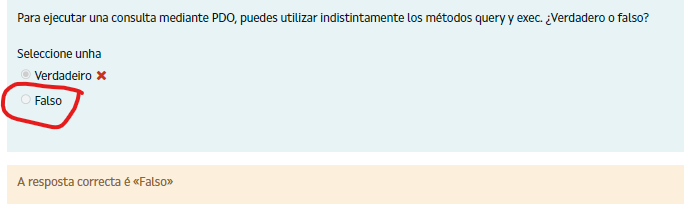 Para ejecutar una consulta mediante PDO, puedes utilizar indistintamente los métodos query y exec. ¿Verdadero o falso?
Seleccione unha
Verdadeiro
Falso
A resposta correcta é «Falso»